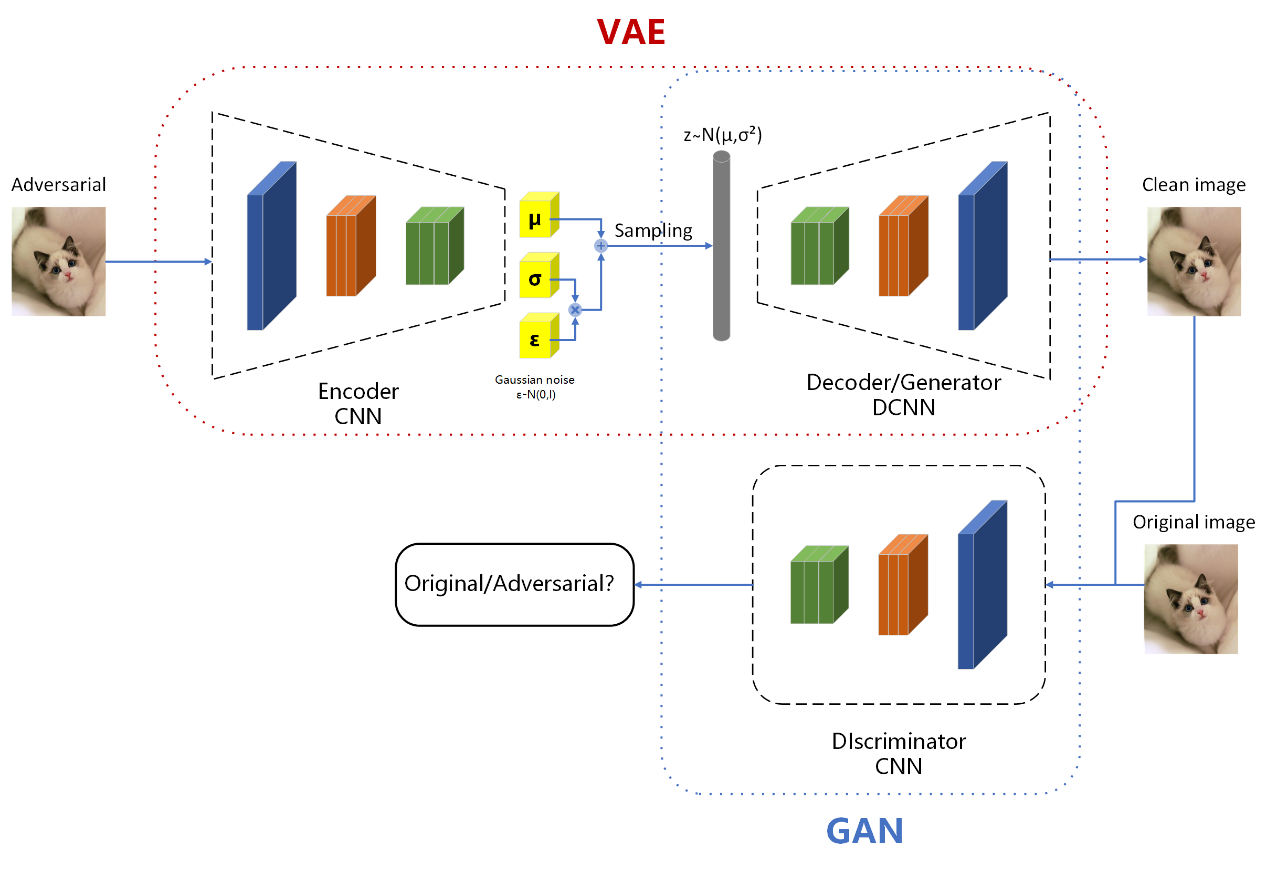 VAE
z~N(μ,σ²)
Adversarial
Clean image
μ
Sampling
σ
ε
Gaussian noise
ε-N(0,I)
Encoder
CNN
Decoder/Generator
DCNN
Original image
Original/Adversarial?
DIscriminator
CNN
GAN